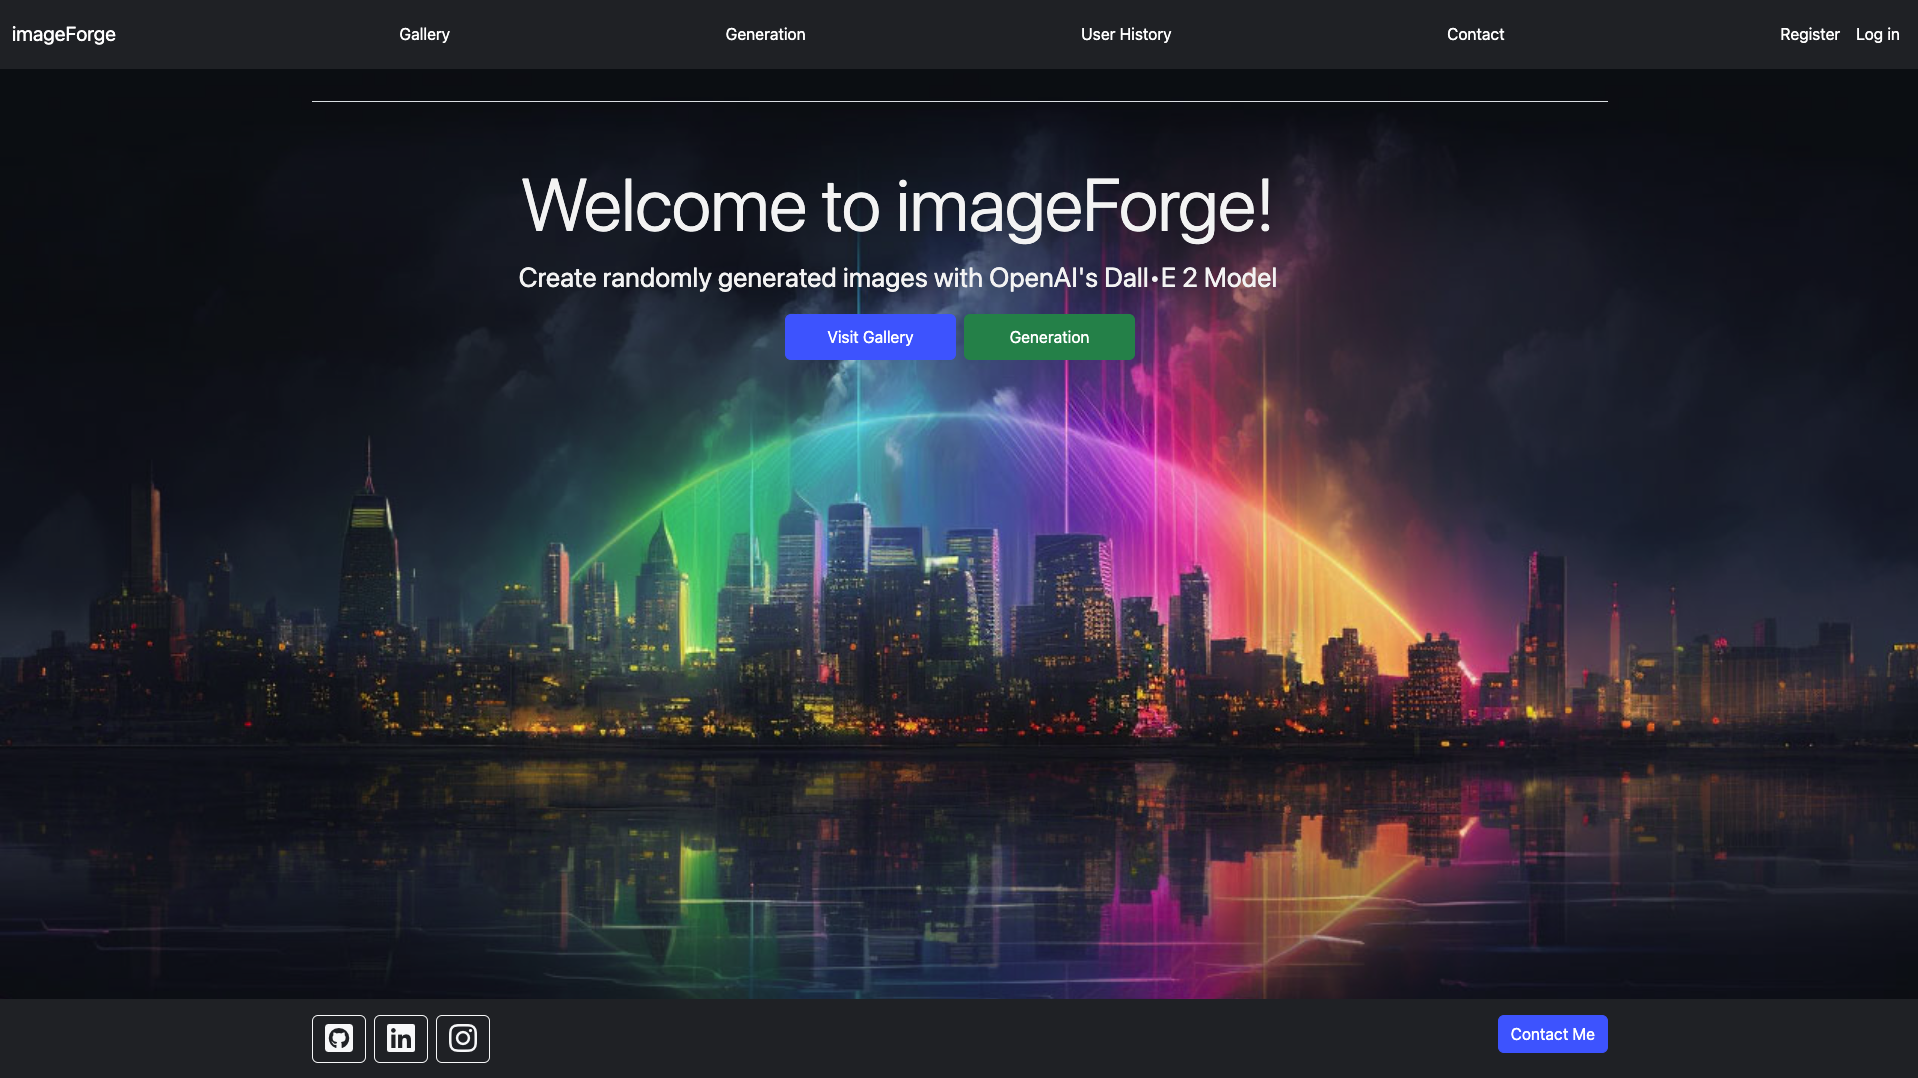 imageForge
Gallery
Generation
User History
Contact
Register
Log in
Welcome to imageForge!
Create randomly generated images with OpenAI's Dall•E 2 Model
Visit Gallery
Generation
in
Contact Me